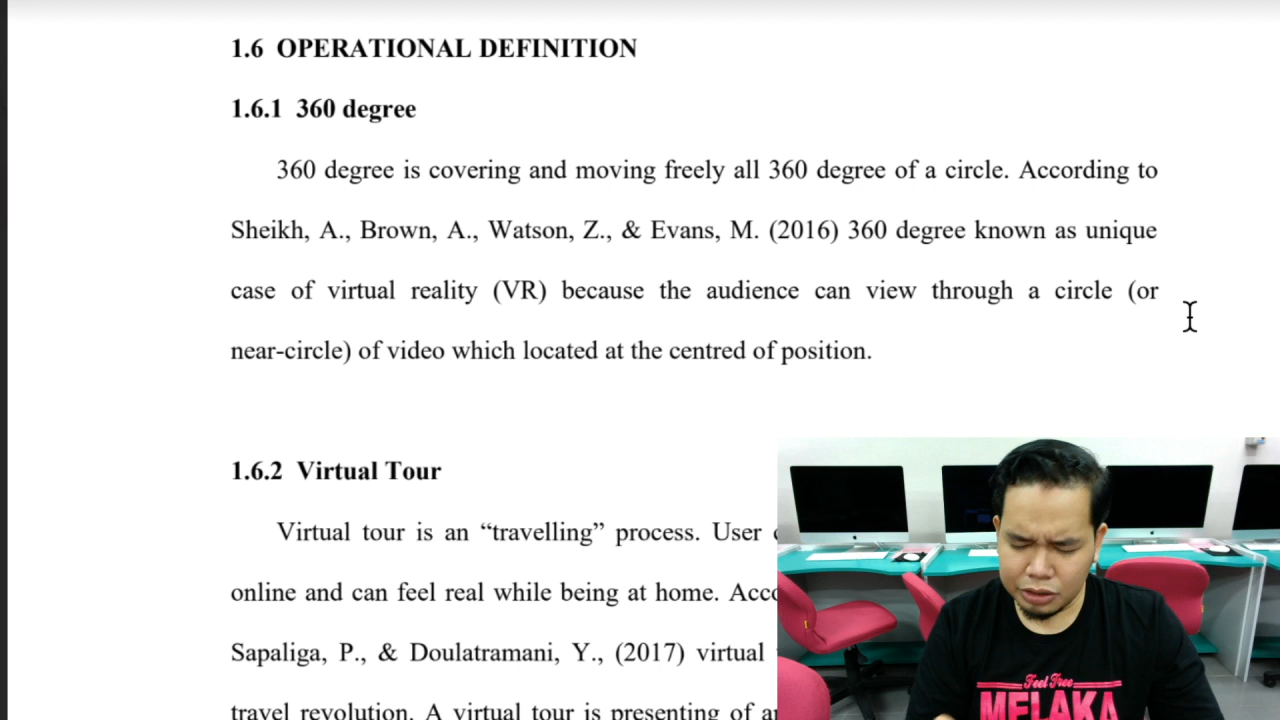 1.6 OPERATIONAL DEFINITION
1.6.1 360 degree
360 degree is covering and moving freely all 360 degree of a circle. According to
Sheikh, A., Brown, A., Watson, Z., & Evans, M. (2016) 360 degree known as unique
case of virtual reality (VR) because the audience can view through a circle (or
near-circle) of video which located at the centred of position.
1.6.2 Virtual Tour
Virtual tour is an “travelling” process. User
online and can feel real while being at home.
Sapaliga, P., & Doulatramani, Y., (2017) virtual
travel revolution. A virtual tour is presenting of
Feel Free
MELAKA